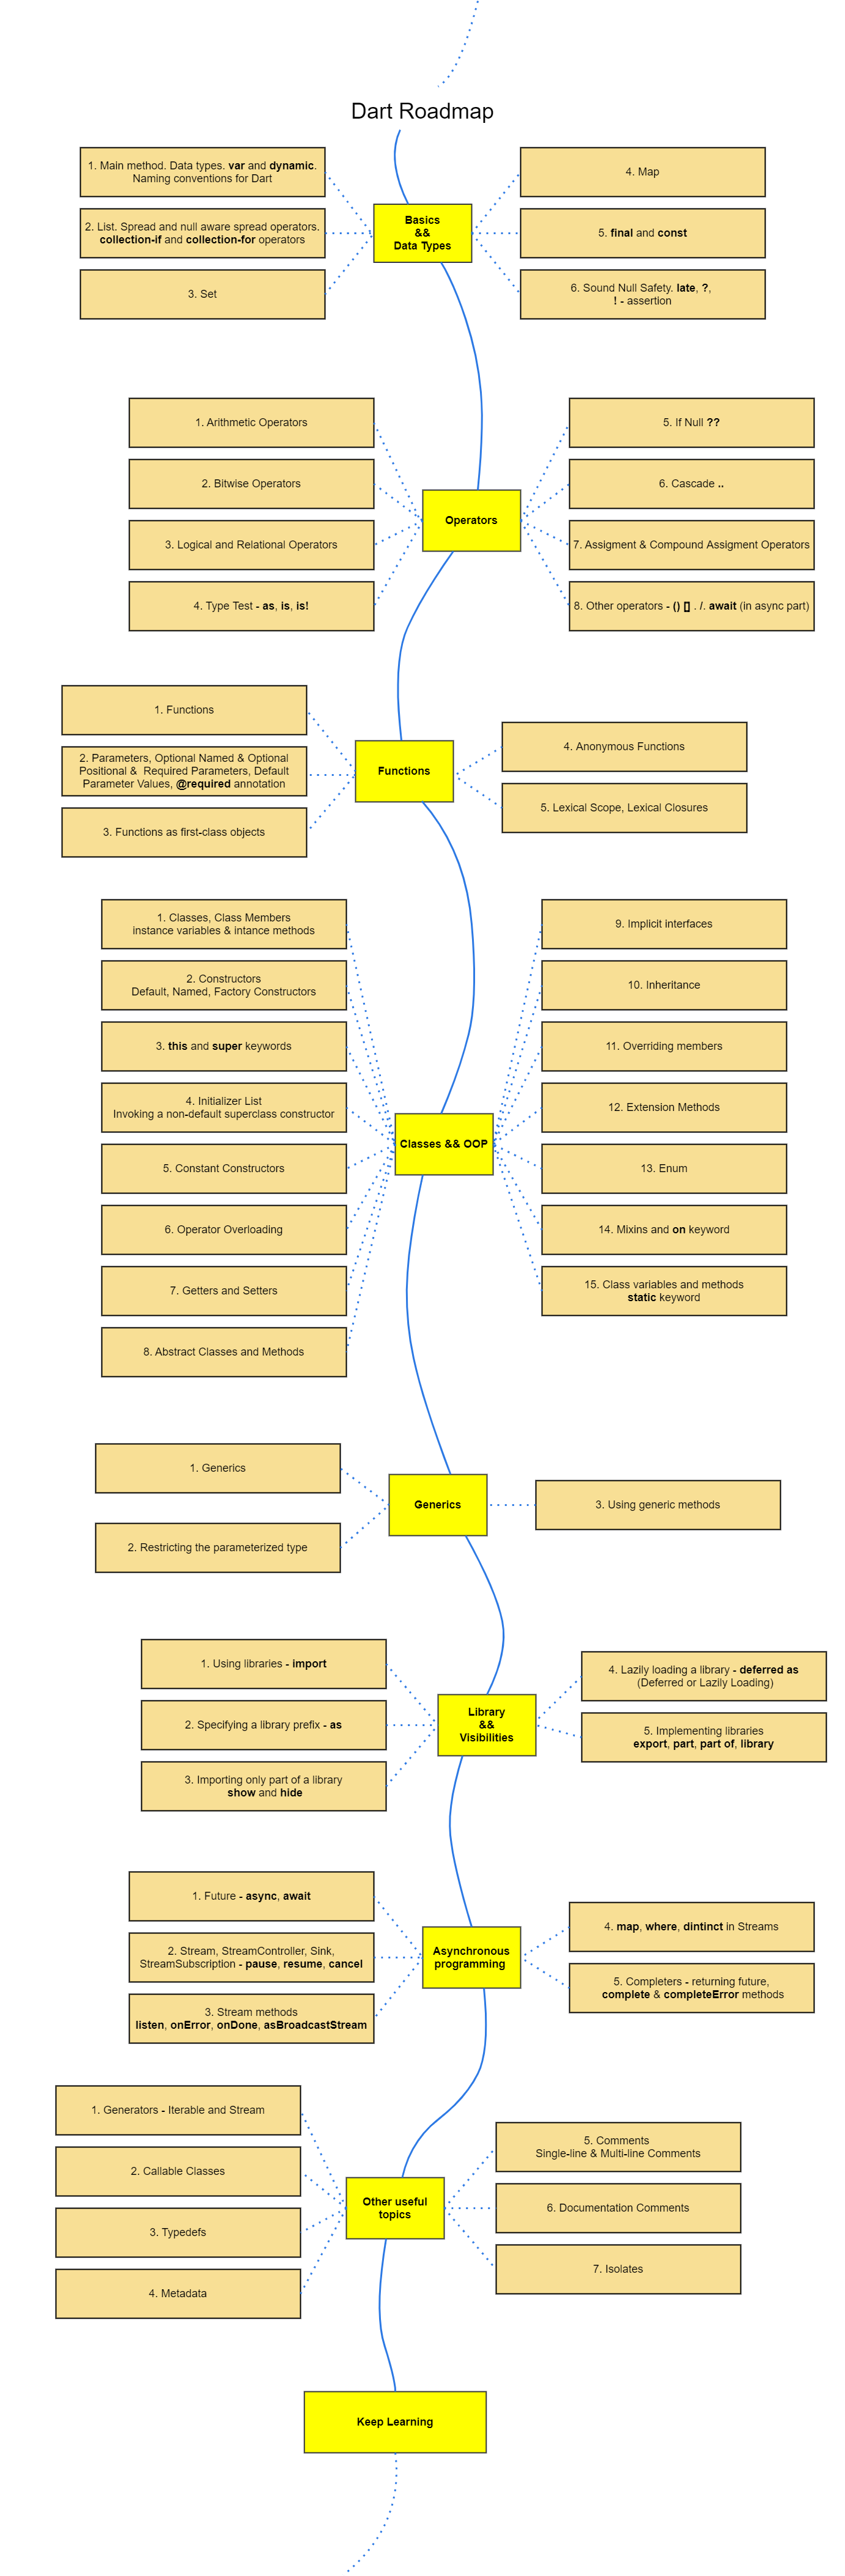 Dart Roadmap
1. Main method. Data types. var and dynamic.
Naming conventions for Dart
2. List. Spread and null aware spread operators.
collection-if and collection-for operators
3. Set
Basics
&&
Data Types
4. Map
5. final and const
6. Sound Null Safety. late, ?,
! - assertion
1. Arithmetic Operators
2. Bitwise Operators
3. Logical and Relational Operators
4. Type Test - as, is, is!
Operators
5. If Null ??
6. Cascade ..
7. Assigment & Compound Assigment Operators
8. Other operators - () [] . /. await (in async part)
1. Functions
2. Parameters, Optional Named & Optional
Positional & Required Parameters, Default
Parameter Values, @required annotation
3. Functions as first-class objects
Functions
4. Anonymous Functions
5. Lexical Scope, Lexical Closures
1. Classes, Class Members
instance variables & intance methods
2. Constructors
Default, Named, Factory Constructors
3. this and super keywords
4. Initializer List
Invoking a non-default superclass constructor
5. Constant Constructors
6. Operator Overloading
7. Getters and Setters
8. Abstract Classes and Methods
Classes && OOP
9. Implicit interfaces
10. Inheritance
11. Overriding members
12. Extension Methods
13. Enum
14. Mixins and on keyword
15. Class variables and methods
static keyword
1. Generics
2. Restricting the parameterized type
Generics
3. Using generic methods
1. Using libraries - import
2. Specifying a library prefix - as
3. Importing only part of a library
show and hide
Library
&&
Visibilities
4. Lazily loading a library - deferred as
(Deferred or Lazily Loading)
5. Implementing libraries
export, part, part of, library
1. Future - async, await
2. Stream, StreamController, Sink,
StreamSubscription - pause, resume, cancel
3. Stream methods
listen, onError, onDone, asBroadcastStream
Asynchronous
programming
4. map, where, dintinct in Streams
5. Completers - returning future,
complete & completeError methods
1. Generators - Iterable and Stream
2. Callable Classes
3. Typedefs
4. Metadata
Other useful
topics
5. Comments
Single-line & Multi-line Comments
6. Documentation Comments
7. Isolates
Keep Learning